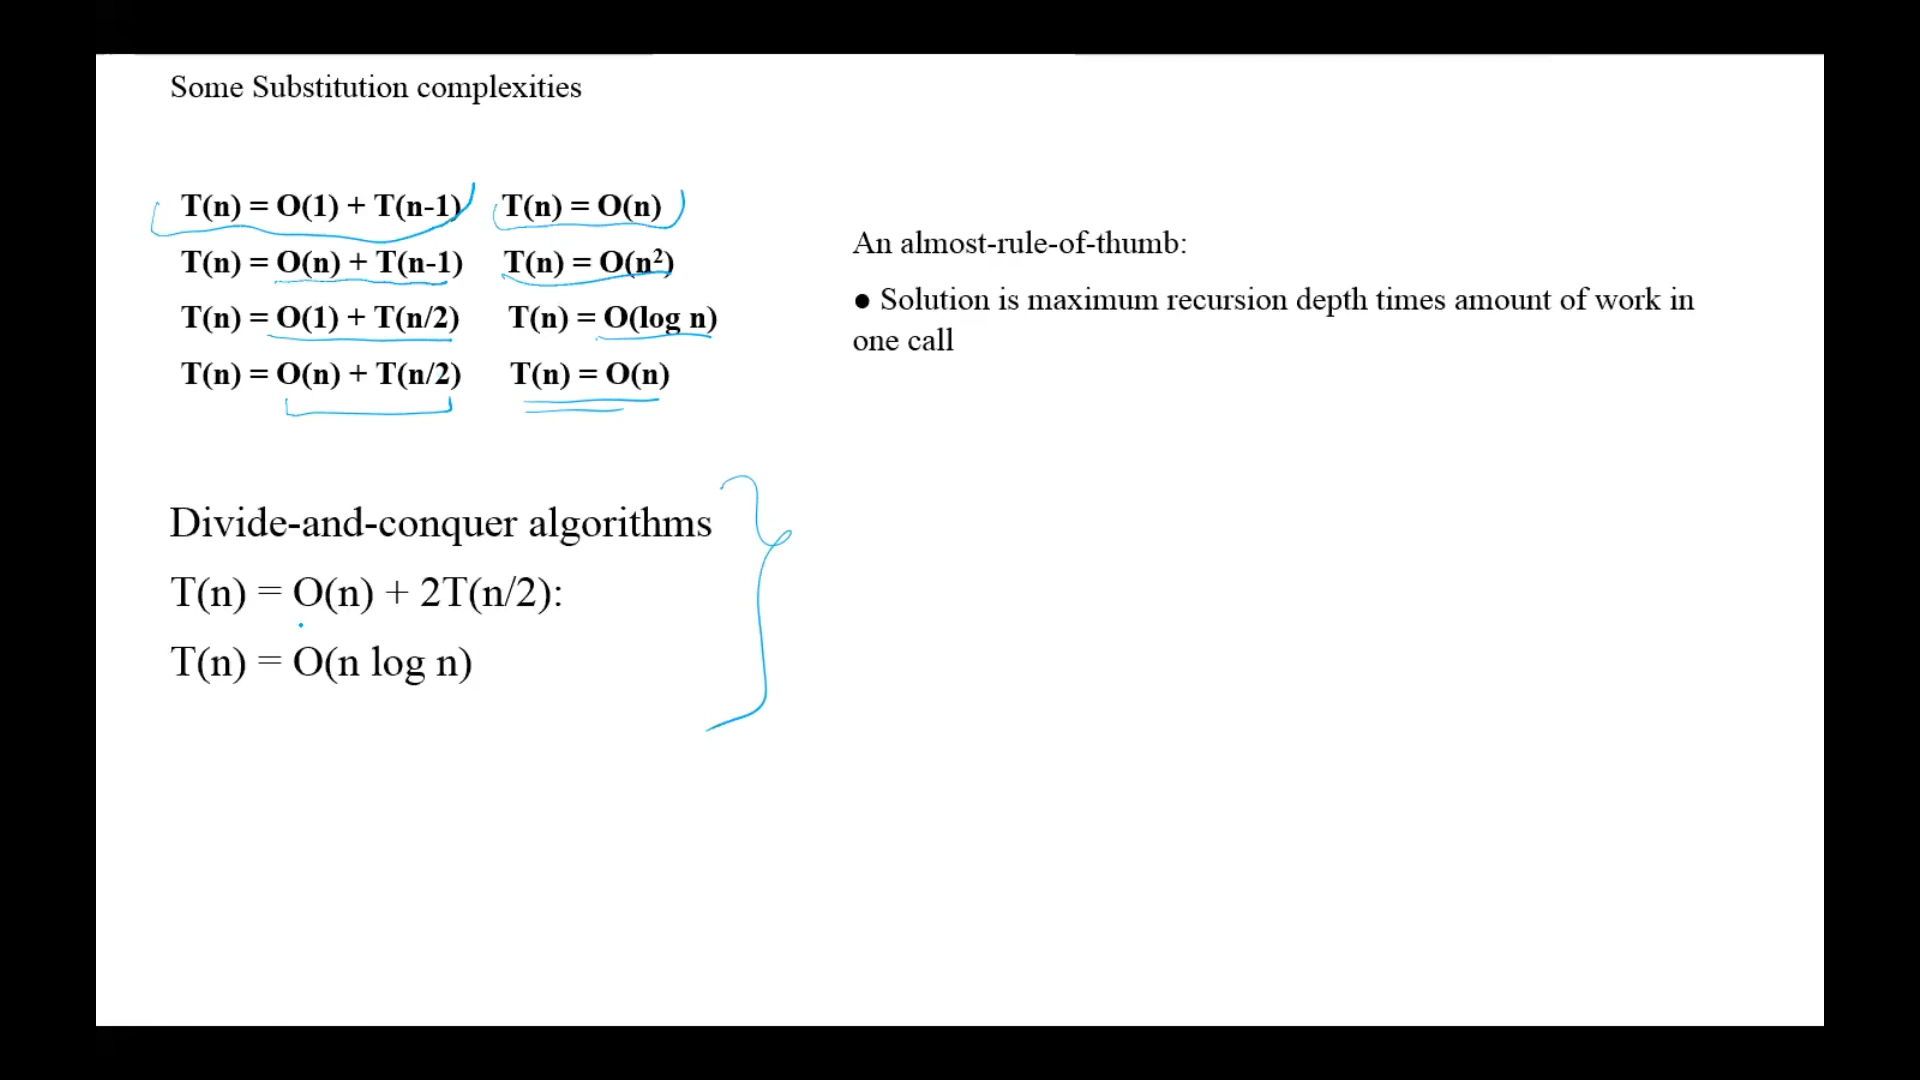 Some Substitution complexities
T(n) = O(1) + T(n-1) T(n) = O(n)
T(n) = O(n) + T(n-1) T(n) = O(n²)
T(n) = O(1) + T(n/2) T(n) = O(log n)
T(n) = O(n) + T(n/2) T(n) = O(n)
An almost-rule-of-thumb:
● Solution is maximum recursion depth times amount of work in
one call
Divide-and-conquer algorithms
T(n) = O(n) + 2T(n/2):
T(n) = O(n log n)